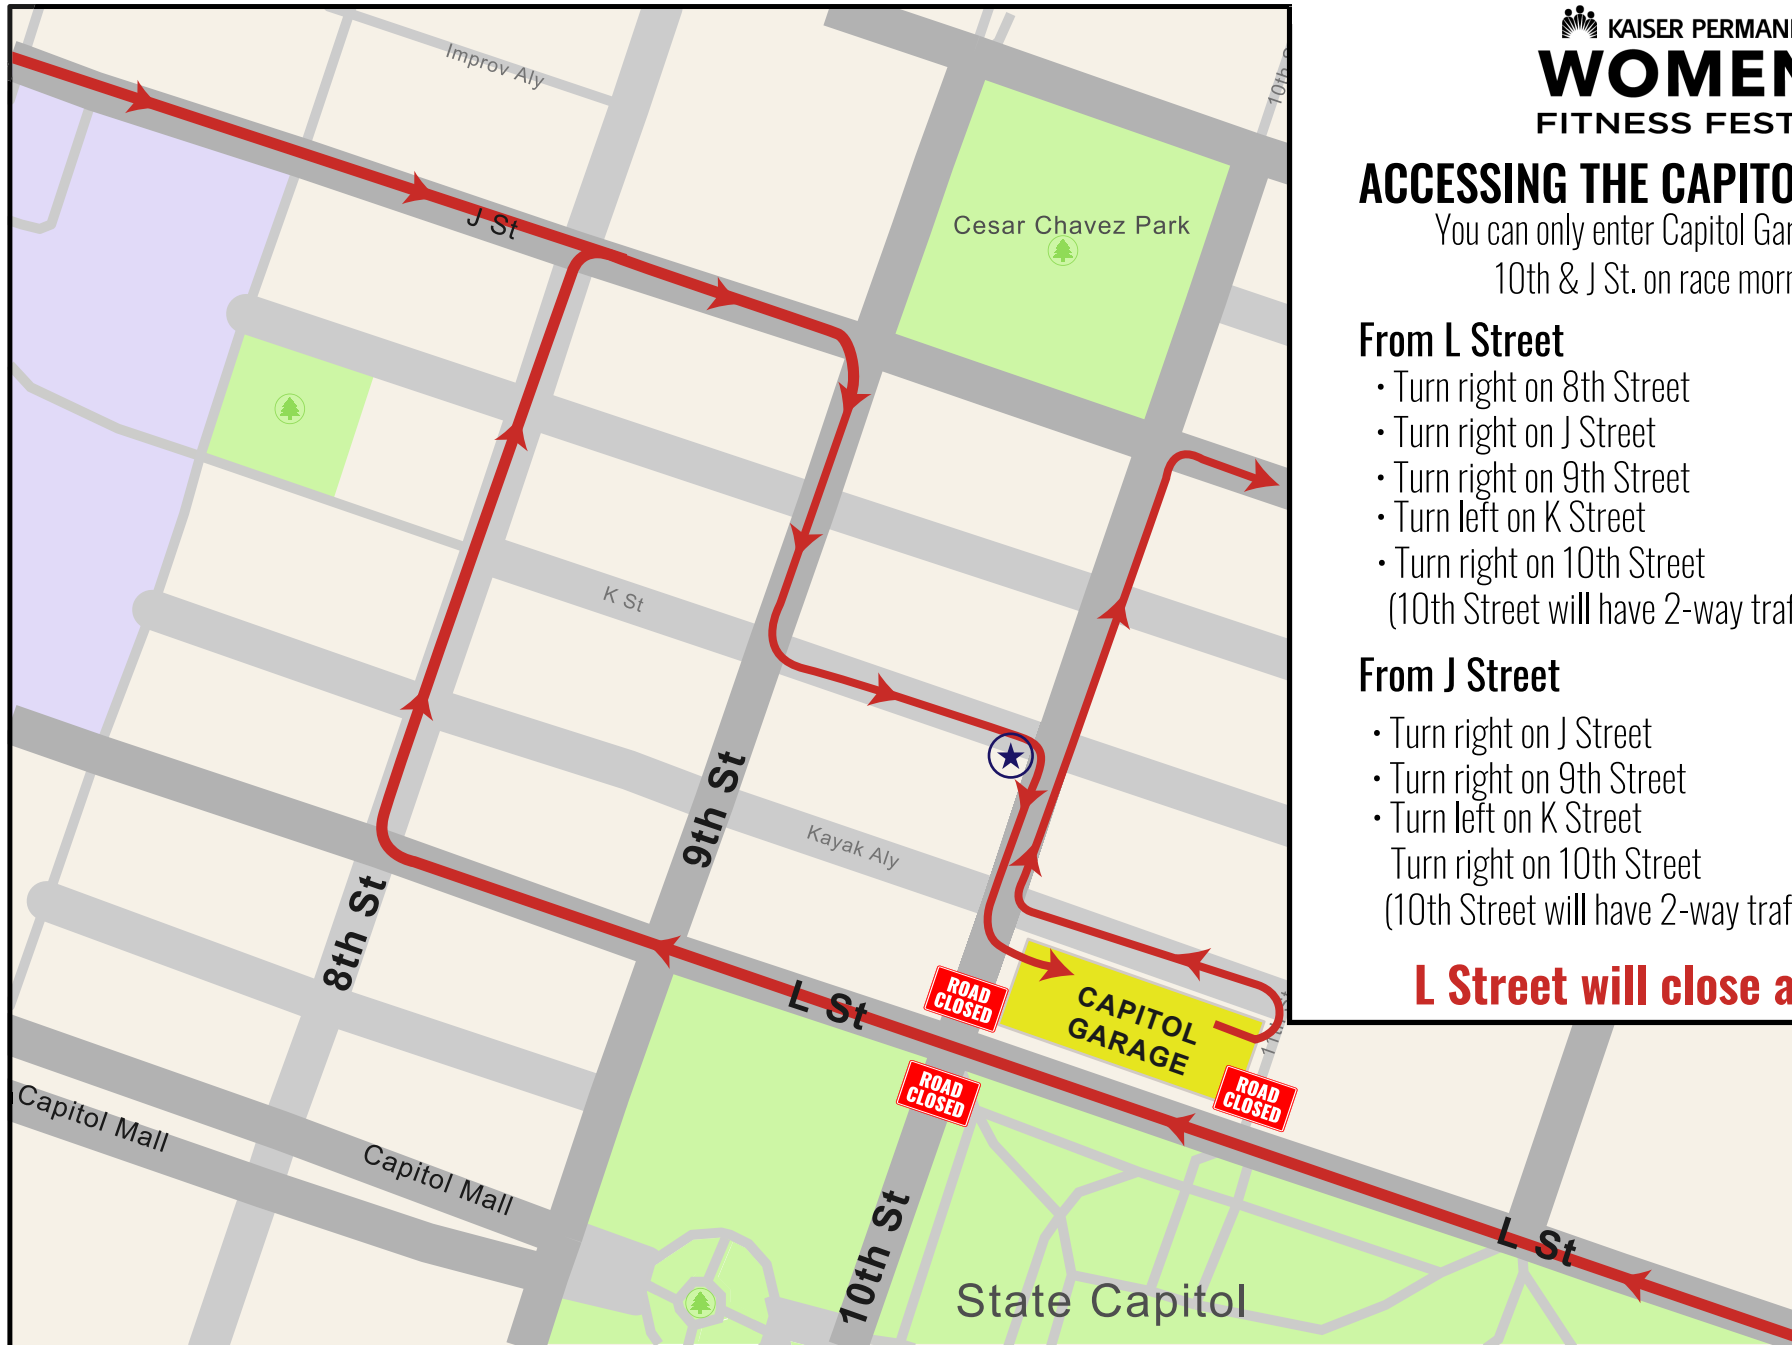 Improv Aly
10th
J St
Cesar Chavez Park
K St
9th St
Kayak Aly
8th St
L St
ROAD
CLOSED
CAPITOL
GARAGE
11th St
ROAD
CLOSED
ROAD
CLOSED
Capitol Mall
Capitol Mall
10th St
State Capitol
L St
KAISER PERMANE
WOMEN
FITNESS FEST
ACCESSING THE CAPITO
You can only enter Capitol Gar
10th & J St. on race morn
From L Street
• Turn right on 8th Street
• Turn right on J Street
• Turn right on 9th Street
• Turn left on K Street
• Turn right on 10th Street
(10th Street will have 2-way traf
From J Street
• Turn right on J Street
• Turn right on 9th Street
• Turn left on K Street
Turn right on 10th Street
(10th Street will have 2-way traf
L Street will close a